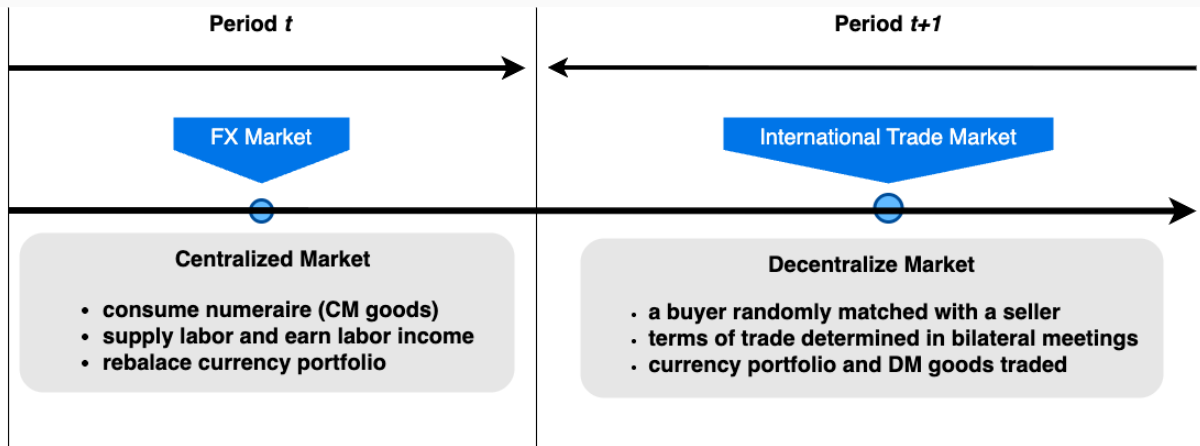 Period t
Period t+1
FX Market
International Trade Market
Centralized Market
• consume numeraire (CM goods)
• supply labor and earn labor income
• rebalace currency portfolio
Decentralize Market
• a buyer randomly matched with a seller
• terms of trade determined in bilateral meetings
• currency portfolio and DM goods traded